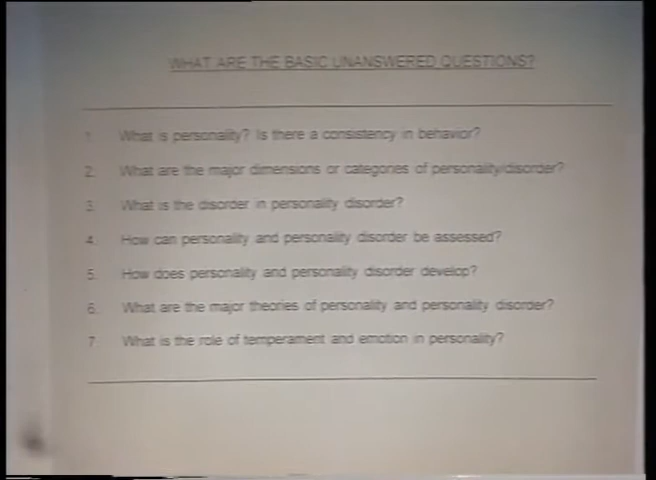 WHAT ARE THE BASIC UNANSWERED QUESTIONS?
1. What is personality? Is there a consistency in behavior?
2. What are the major dimensions or categories of personality/disorder?
3. What is the disorder in personality disorder?
4. How can personality and personality disorder be assessed?
5. How does personality and personality disorder develop?
6. What are the major theories of personality and personality disorder?
7. What is the role of temperament and emotion in personality?